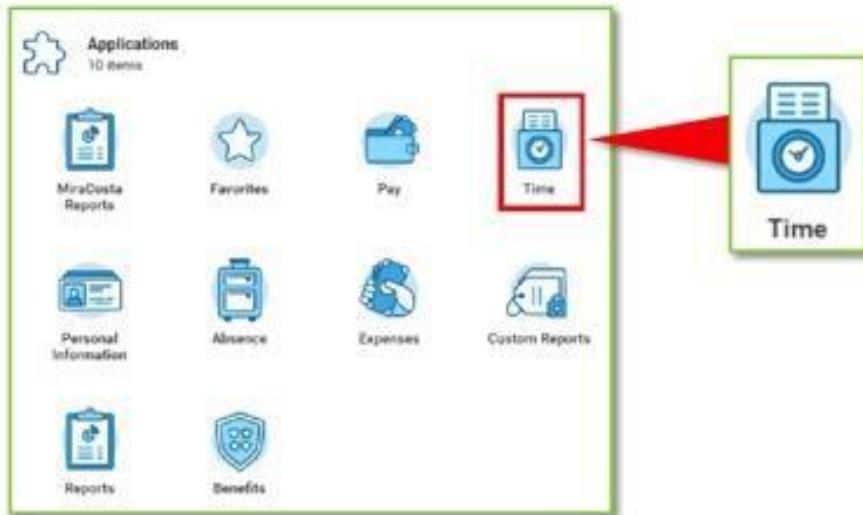 Applications
10 items
MiraCosta
Reports
Favorites
Pay
Time
Time
Personal
Information
Absence
Expenses
Custom Reports
Reports
Benefits